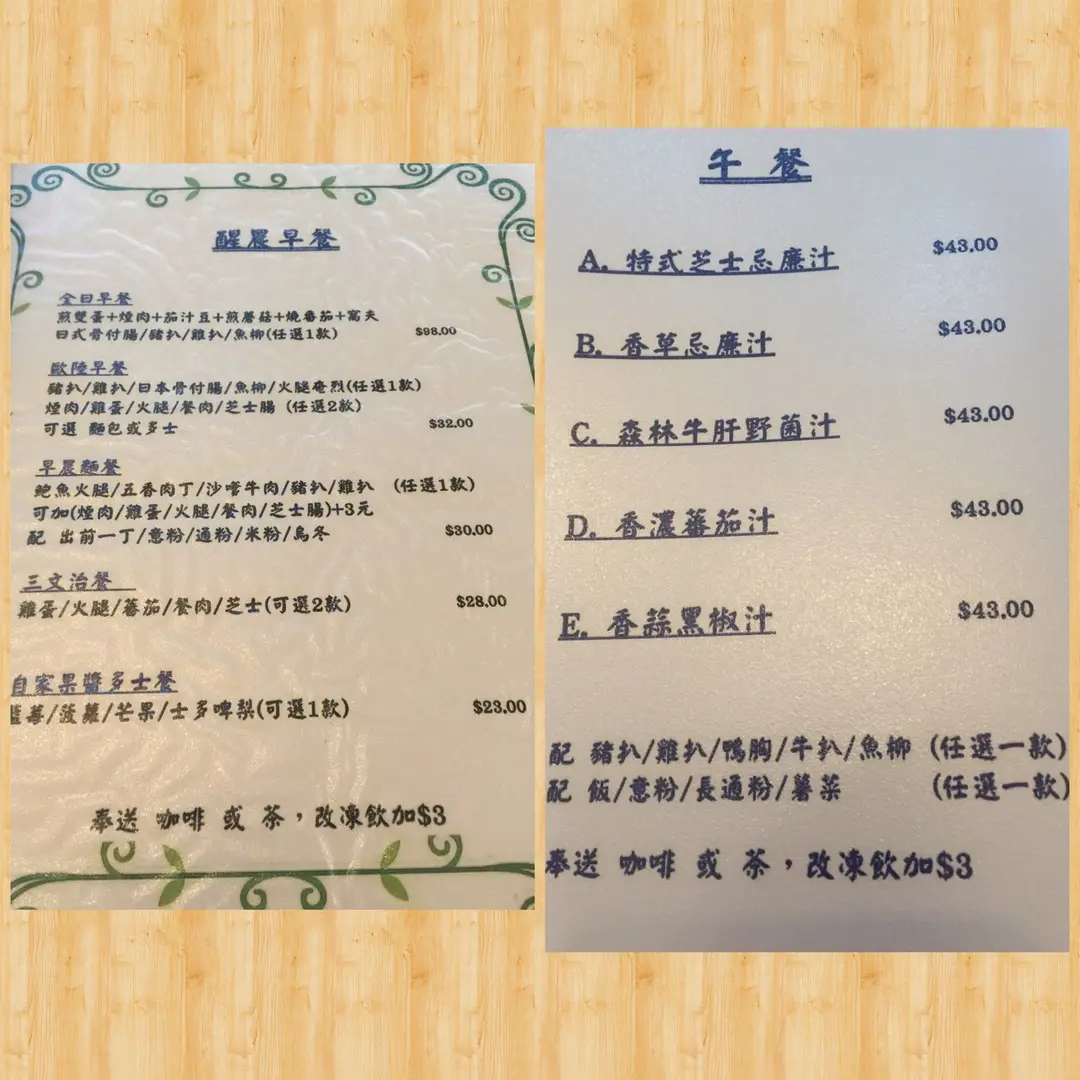 醒晨早餐
全日早餐
煎雙蛋+煙肉+茄汁豆+煎蘑菇+燒番茄+窩夫
日式骨付腸/豬扒/雞扒/魚柳(任選1款) $98.00
歐陸早餐
豬扒/雞扒/日本骨付腸/魚柳/火腿奄烈(任選1款)
煙肉/雞蛋/火腿/餐肉/芝士腸 (任選2款)
可選 麵包或多士 $32.00
早晨麵餐
鮑魚火腿/五香肉丁/沙嗲牛肉/豬扒/雞扒 (任選1款)
可加(煙肉/雞蛋/火腿/餐肉/芝士腸)+3元
配 出前一丁/意粉/通粉/米粉/烏冬 $30.00
三文治餐
雞蛋/火腿/蕃茄/餐肉/芝士(可選2款) $28.00
自家果醬多士餐
藍莓/菠蘿/芒果/士多啤梨(可選1款) $23.00
奉送 咖啡 或 茶，改凍飲加$3
午 餐
A. 特式芝士忌廉汁 $43.00
B. 香草忌廉汁 $43.00
C. 森林牛肝野菌汁 $43.00
D. 香濃蕃茄汁 $43.00
E. 香蒜黑椒汁 $43.00
配 豬扒/雞扒/鴨胸/牛扒/魚柳 (任選一款)
配 飯/意粉/長通粉/薯菜 (任選一款)
奉送 咖啡 或 茶，改凍飲加$3